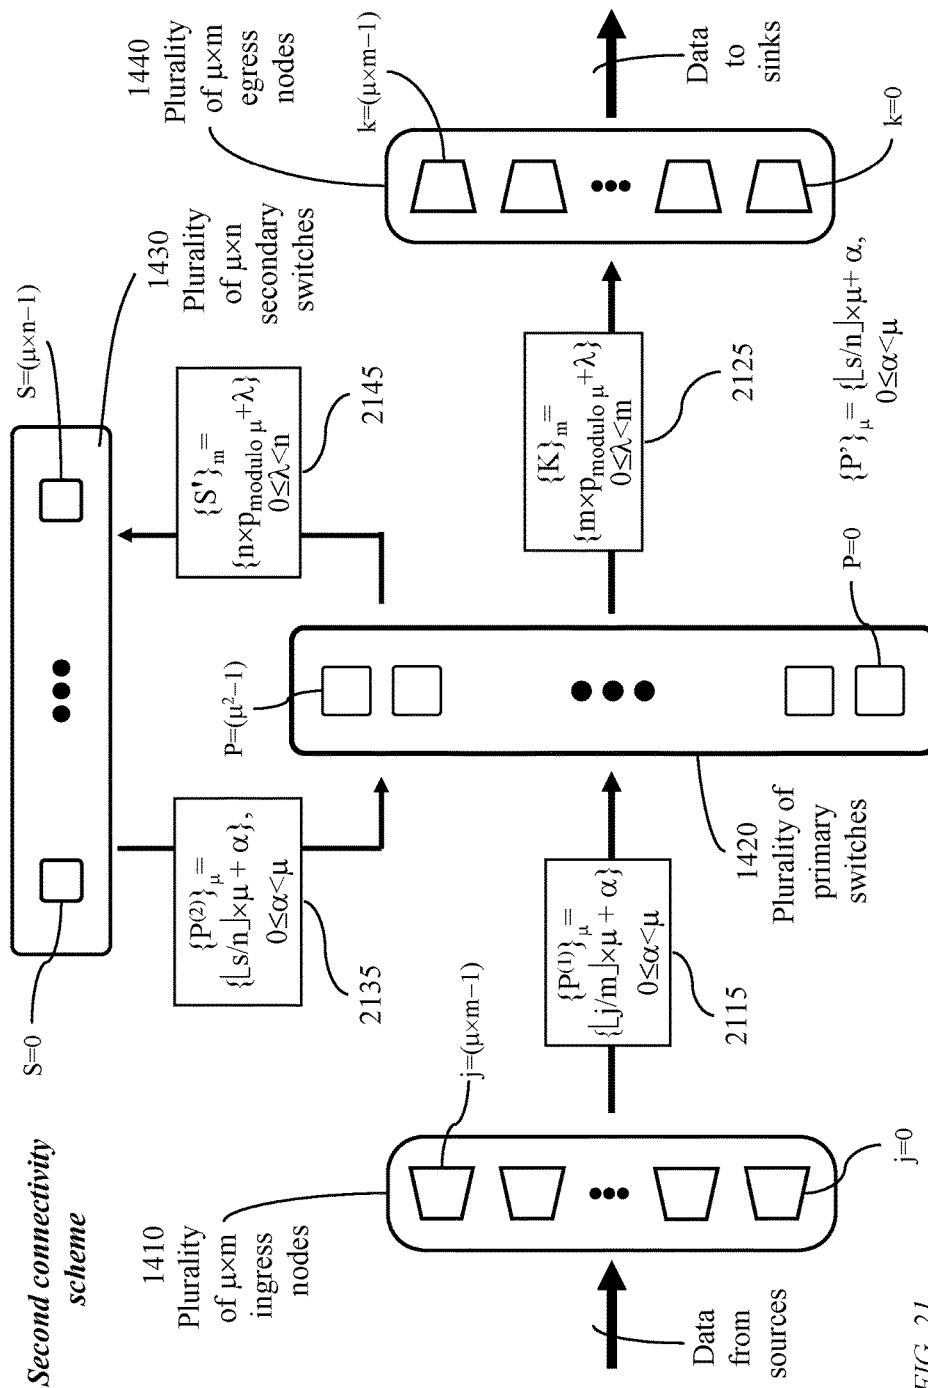 Second connectivity
scheme
S=0
S=(μ×n−1)
1430
Plurality
of μ×n
secondary
switches
1440
Plurality
of μ×m
egress
nodes
{P(2)}μ=
{⌊s/n⌋×μ + α},
0≤α<μ
2135
{S'}m=
{n×pmodulo μ+λ}
0≤λ<n
2145
P=(μ²−1)
1410
Plurality
of μ×m
ingress
nodes
j=(μ×m−1)
k=(μ×m−1)
{P(1)}μ=
{⌊j/m⌋×μ + α}
0≤α<μ
2115
{K}m=
{m×pmodulo μ+λ}
0≤λ<m
2125
Data
from
sources
Data
to
sinks
j=0
1420
Plurality of
primary
switches
P=0
{P'}μ = {⌊s/n⌋×μ+ α,
0≤α<μ
k=0
FIG. 21